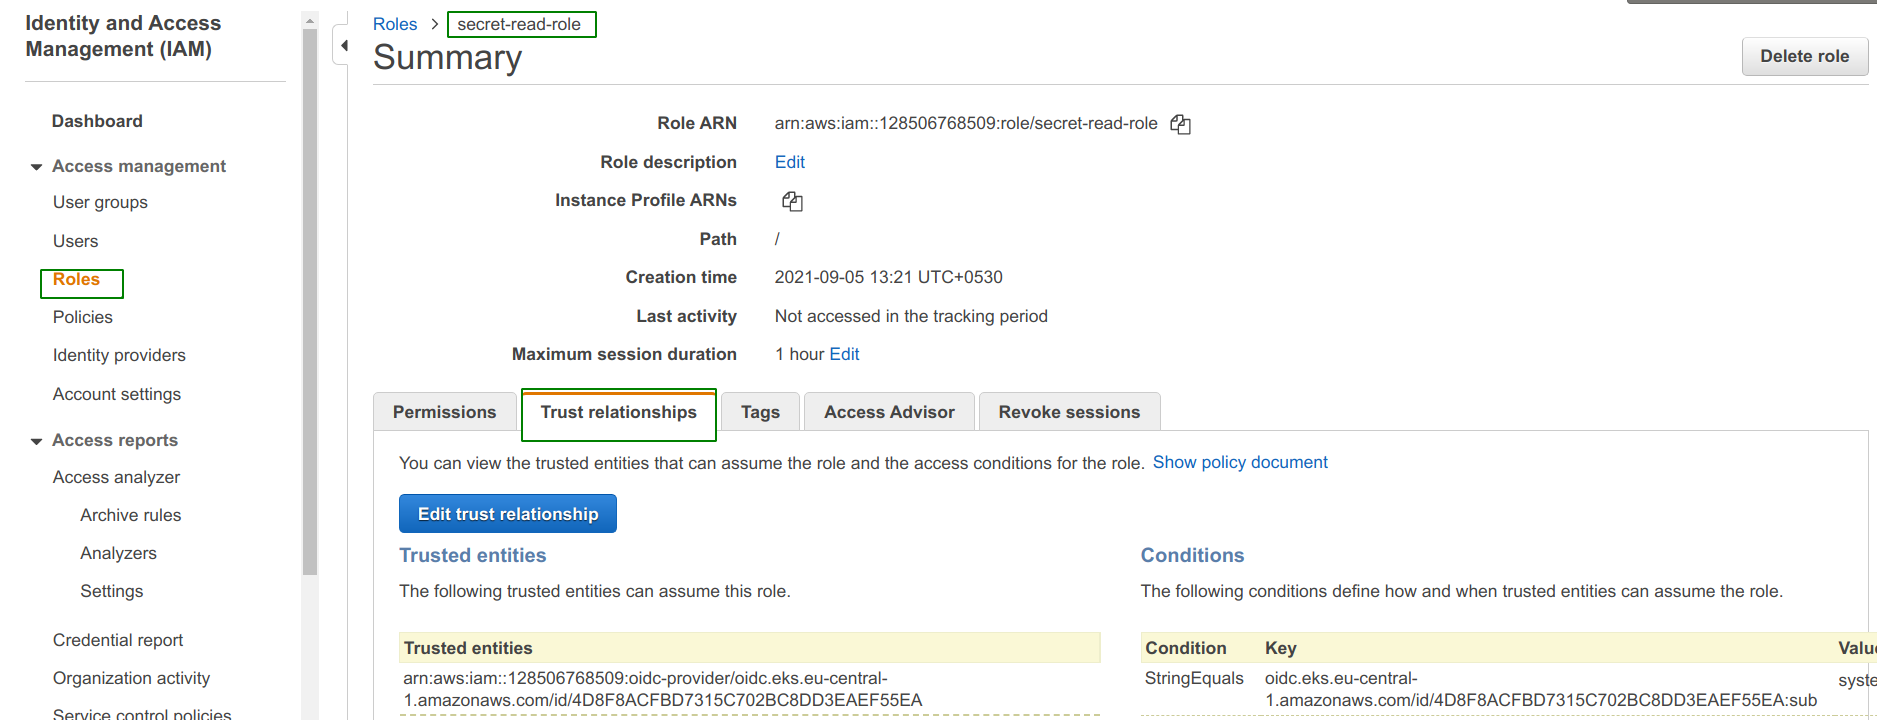 Identity and Access
Management (IAM)
Dashboard
Access management
User groups
Users
Roles
Policies
Identity providers
Account settings
Access reports
Access analyzer
Archive rules
Analyzers
Settings
Credential report
Organization activity
Service control policies
Roles > secret-read-role
Summary
Delete role
Role ARN arn:aws:iam::128506768509:role/secret-read-role
Role description Edit
Instance Profile ARNs
Path /
Creation time 2021-09-05 13:21 UTC+0530
Last activity Not accessed in the tracking period
Maximum session duration 1 hour Edit
Permissions Trust relationships Tags Access Advisor Revoke sessions
You can view the trusted entities that can assume the role and the access conditions for the role. Show policy document
Edit trust relationship
Trusted entities
The following trusted entities can assume this role.
Trusted entities
arn:aws:iam::128506768509:oidc-provider/oidc.eks.eu-central-
1.amazonaws.com/id/4D8F8ACFBD7315C702BC8DD3EAEF55EA
Conditions
The following conditions define how and when trusted entities can assume the role.
Condition Key Valu
StringEquals oidc.eks.eu-central-
1.amazonaws.com/id/4D8F8ACFBD7315C702BC8DD3EAEF55EA:sub
syste